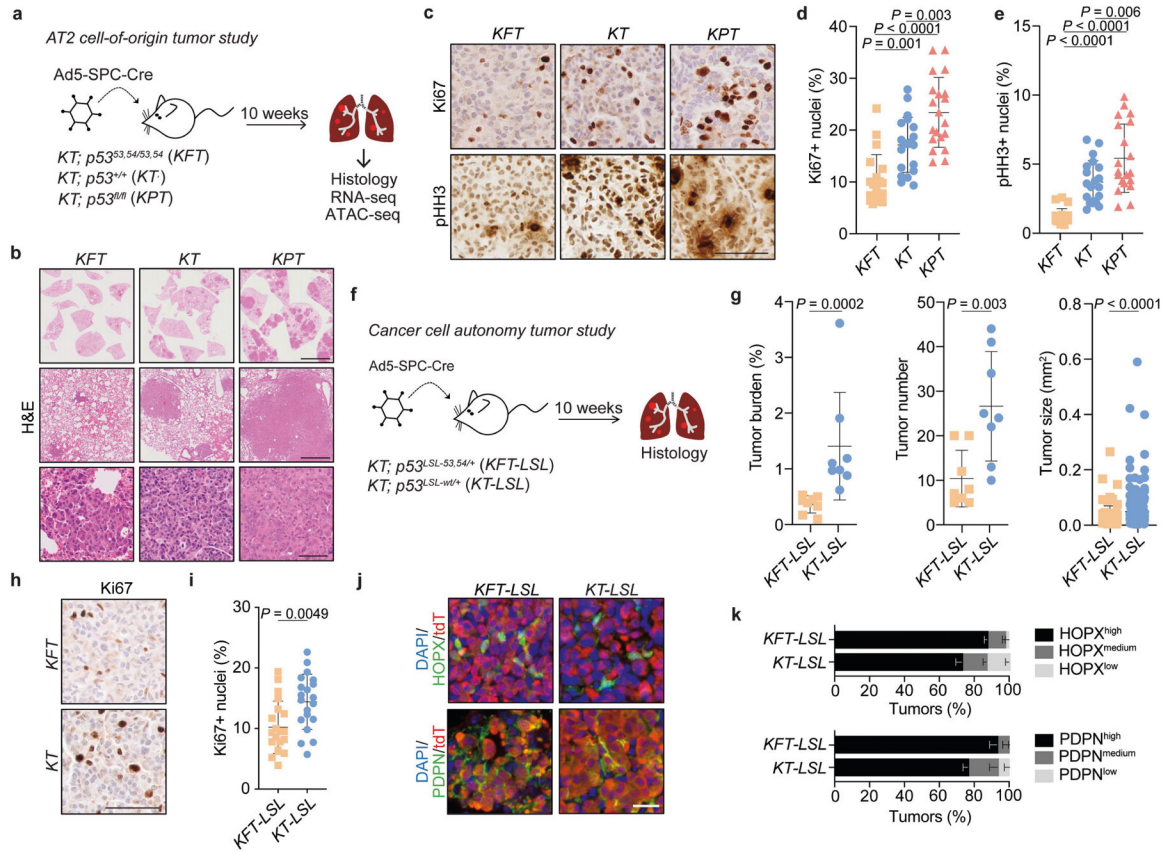 a
AT2 cell-of-origin tumor study
Ad5-SPC-Cre
10 weeks
KT; p53^53,54/53,54 (KFT)
KT; p53^+/+ (KT)
KT; p53^fl/fl (KPT)
Histology
RNA-seq
ATAC-seq
b
KFT KT KPT
H&E
c
KFT KT KPT
Ki67
pHH3
d
P = 0.003
P < 0.0001
P = 0.001
Ki67+ nuclei (%)
40
30
20
10
0
KFT KT KPT
e
P = 0.006
P < 0.0001
P < 0.0001
pHH3+ nuclei (%)
15
10
5
0
KFT KT KPT
f
Cancer cell autonomy tumor study
Ad5-SPC-Cre
10 weeks
KT; p53^LSL-53,54/+ (KFT-LSL)
KT; p53^LSL-wt/+ (KT-LSL)
Histology
g
P = 0.0002
Tumor burden (%)
4
3
2
1
0
KFT-LSL KT-LSL
P = 0.003
Tumor number
50
40
30
20
10
0
KFT-LSL KT-LSL
P < 0.0001
Tumor size (mm²)
0.8
0.6
0.4
0.2
0.0
KFT-LSL KT-LSL
h
Ki67
KFT
KT
i
P = 0.0049
Ki67+ nuclei (%)
30
20
10
0
KFT-LSL KT-LSL
j
KFT-LSL KT-LSL
DAPI/
HOPX/tdT
DAPI/
PDPN/tdT
k
KFT-LSL
KT-LSL
0 20 40 60 80 100
Tumors (%)
HOPX^high
HOPX^medium
HOPX^low
KFT-LSL
KT-LSL
0 20 40 60 80 100
Tumors (%)
PDPN^high
PDPN^medium
PDPN^low